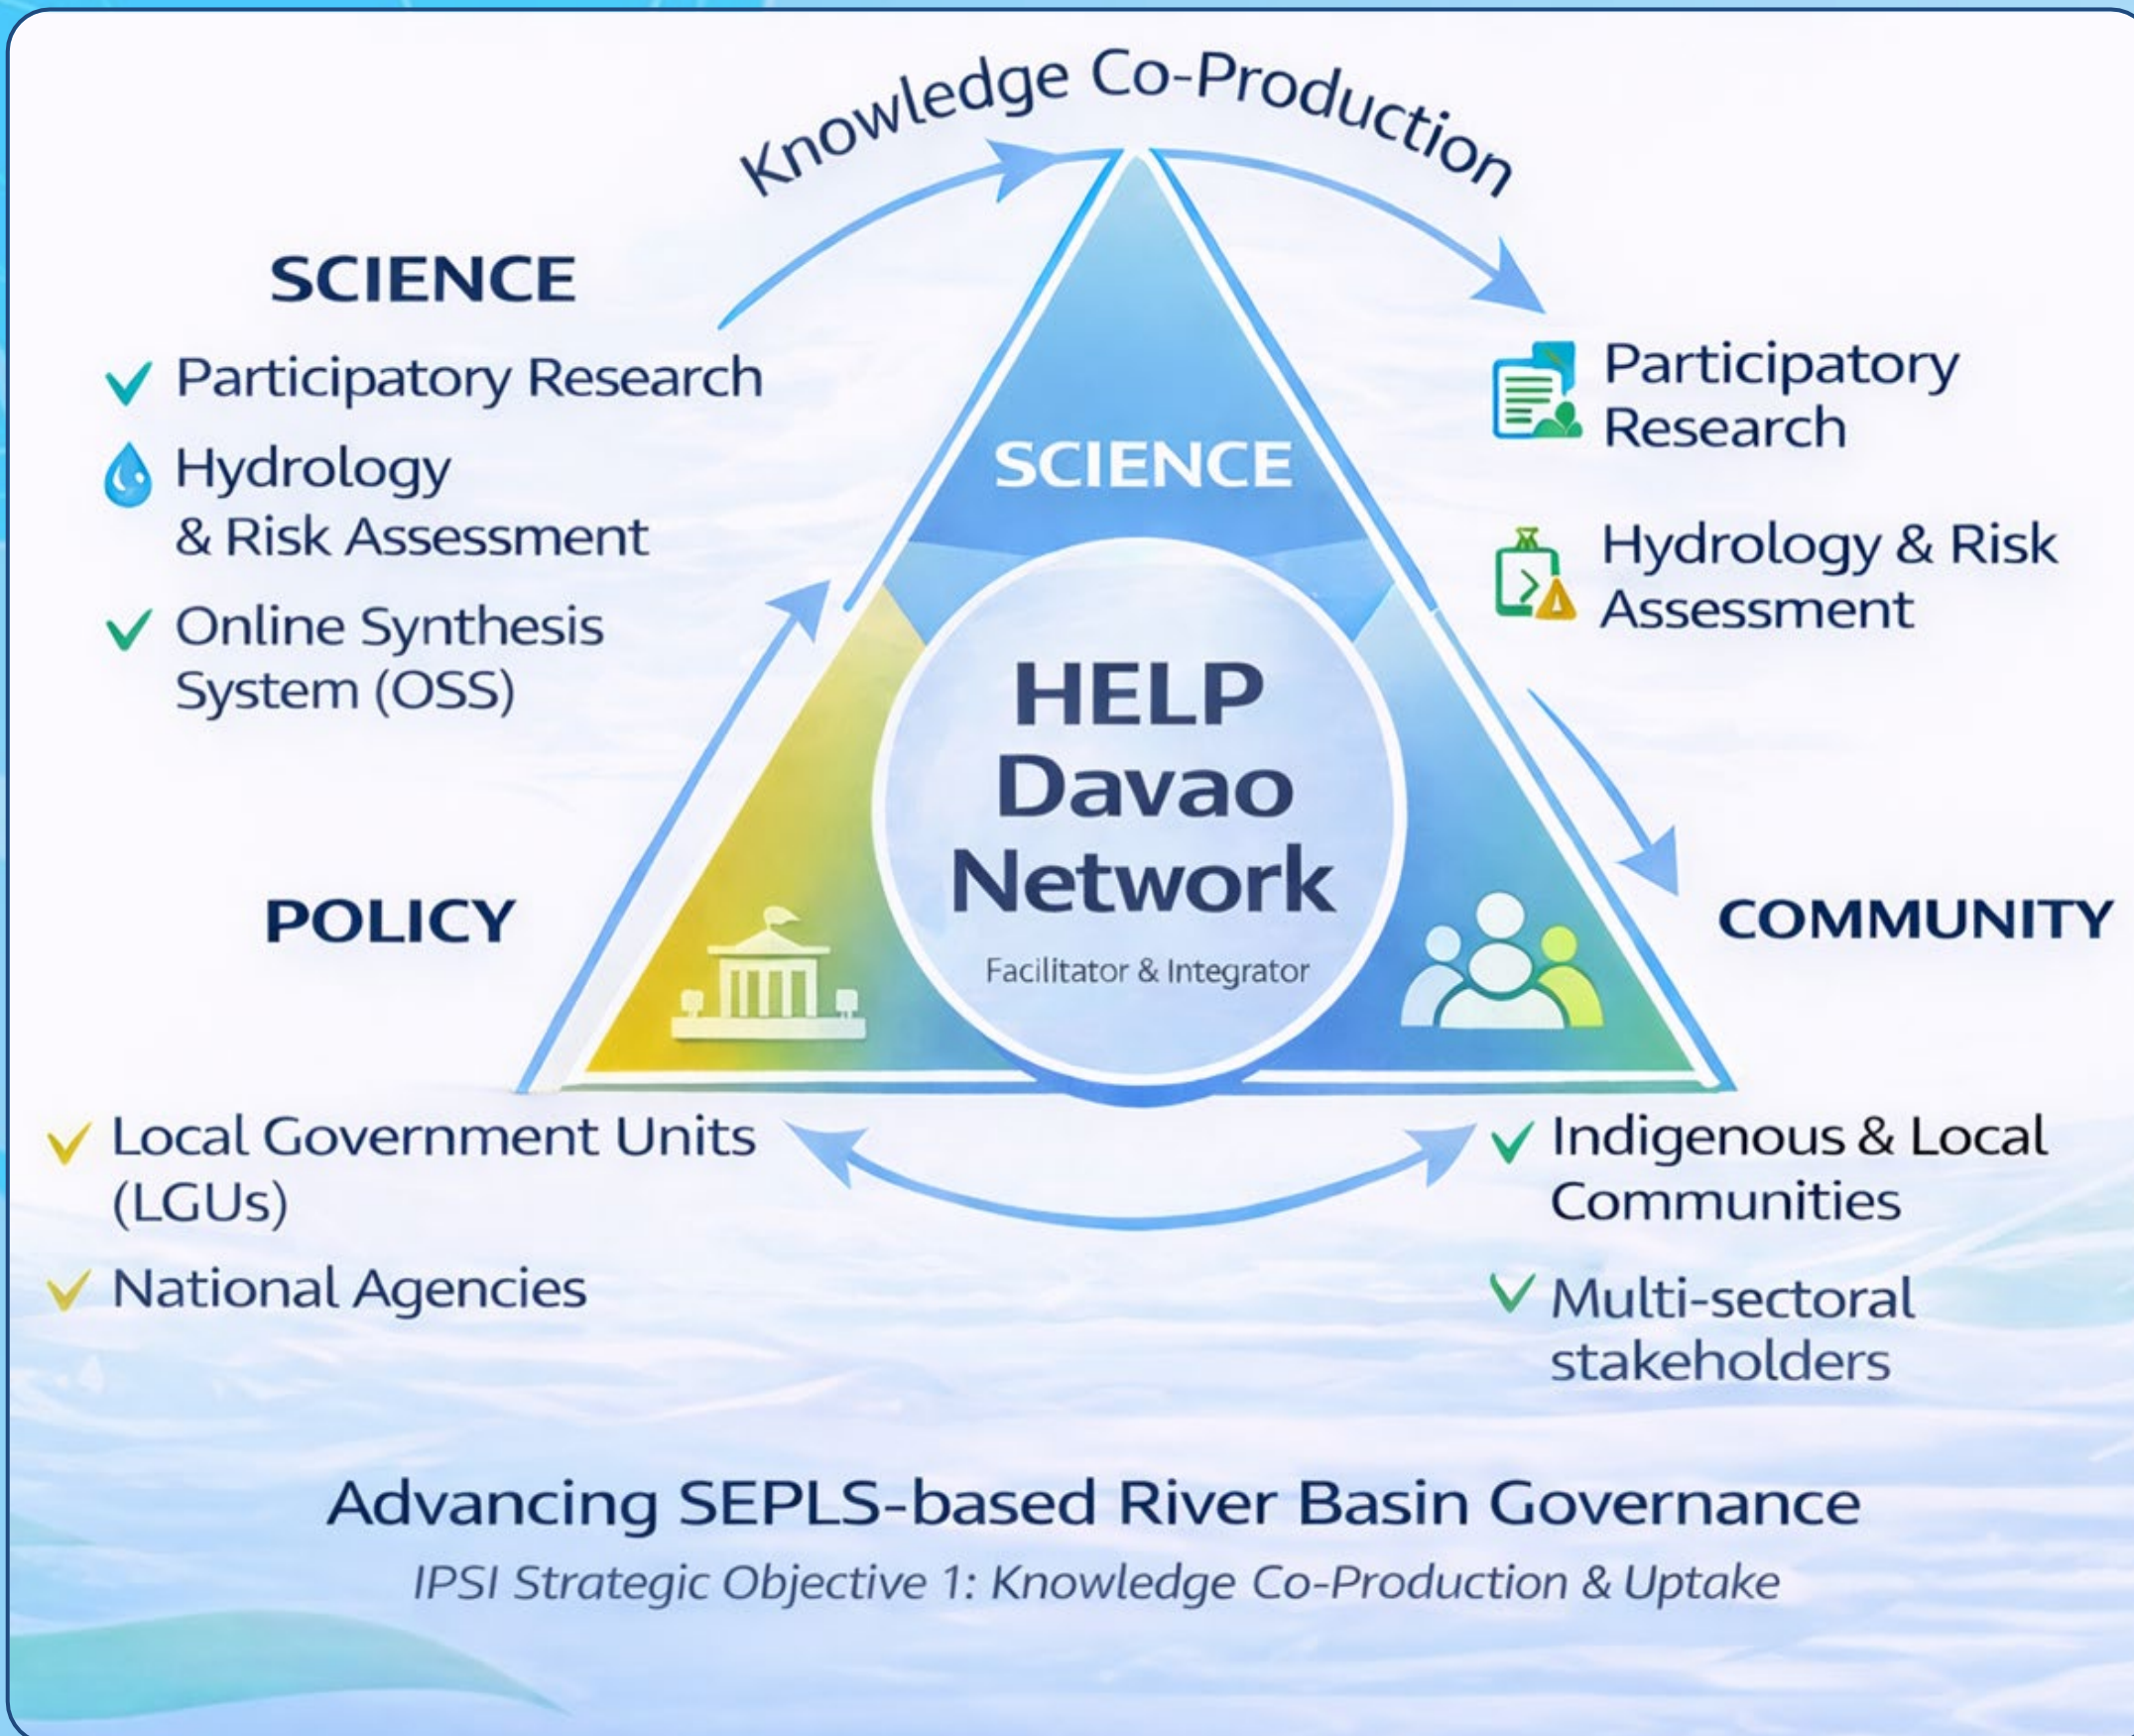 Knowledge Co-Production
SCIENCE
Participatory Research
Hydrology
& Risk Assessment
Online Synthesis
System (OSS)
SCIENCE
Participatory
Research
Hydrology & Risk
Assessment
HELP
Davao
Network
Facilitator & Integrator
POLICY
COMMUNITY
Local Government Units
(LGUs)
National Agencies
Indigenous & Local
Communities
Multi-sectoral
stakeholders
Advancing SEPLS-based River Basin Governance
IPSI Strategic Objective 1: Knowledge Co-Production & Uptake